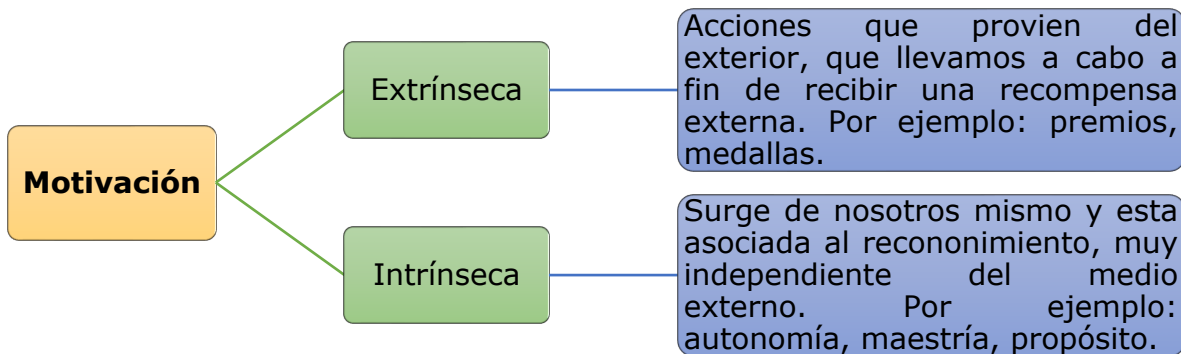 Motivación
Extrínseca
Acciones que provien del
exterior, que llevamos a cabo a
fin de recibir una recompensa
externa. Por ejemplo: premios,
medallas.
Intrínseca
Surge de nosotros mismo y esta
asociada al recononimiento, muy
independiente del medio
externo. Por ejemplo:
autonomía, maestría, propósito.